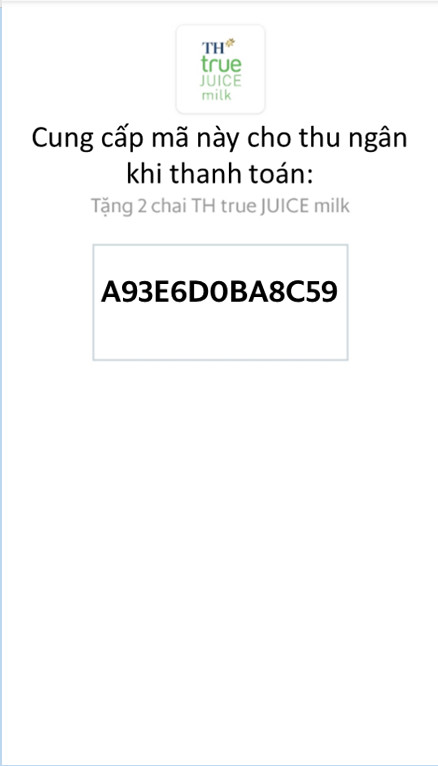 TH
true
JUICE
milk
Cung cấp mã này cho thu ngân
khi thanh toán:
Tặng 2 chai TH true JUICE milk
A93E6D0BA8C59